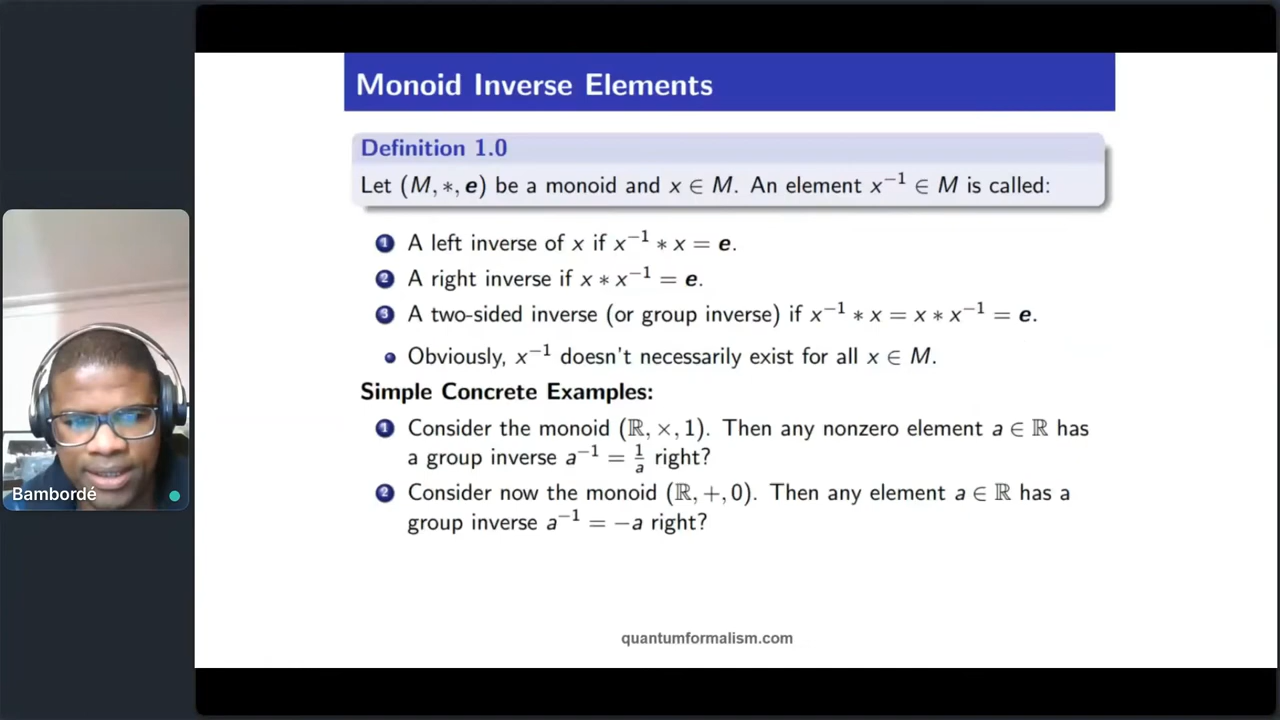 Monoid Inverse Elements
Definition 1.0
Let (M, ∗, e) be a monoid and x ∈ M. An element x⁻¹ ∈ M is called:
1 A left inverse of x if x⁻¹ ∗ x = e.
2 A right inverse if x ∗ x⁻¹ = e.
3 A two-sided inverse (or group inverse) if x⁻¹ ∗ x = x ∗ x⁻¹ = e.
• Obviously, x⁻¹ doesn't necessarily exist for all x ∈ M.
Simple Concrete Examples:
1 Consider the monoid (ℝ, ×, 1). Then any nonzero element a ∈ ℝ has
a group inverse a⁻¹ = 1/a right?
2 Consider now the monoid (ℝ, +, 0). Then any element a ∈ ℝ has a
group inverse a⁻¹ = −a right?
Bambordé
quantumformalism.com